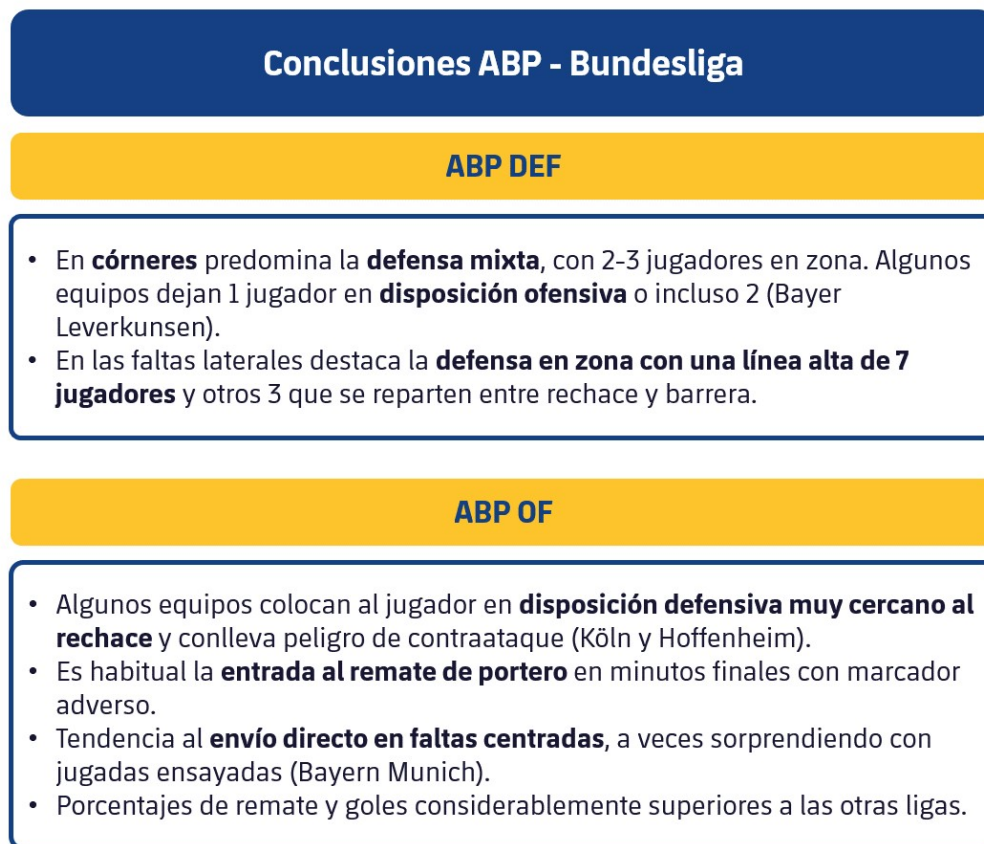 Conclusiones ABP - Bundesliga
ABP DEF
• En córneres predomina la defensa mixta, con 2-3 jugadores en zona. Algunos
equipos dejan 1 jugador en disposición ofensiva o incluso 2 (Bayer
Leverkunsen).
• En las faltas laterales destaca la defensa en zona con una línea alta de 7
jugadores y otros 3 que se reparten entre rechace y barrera.
ABP OF
• Algunos equipos colocan al jugador en disposición defensiva muy cercano al
rechace y conlleva peligro de contraataque (Köln y Hoffenheim).
• Es habitual la entrada al remate de portero en minutos finales con marcador
adverso.
• Tendencia al envío directo en faltas centradas, a veces sorprendiendo con
jugadas ensayadas (Bayern Munich).
• Porcentajes de remate y goles considerablemente superiores a las otras ligas.